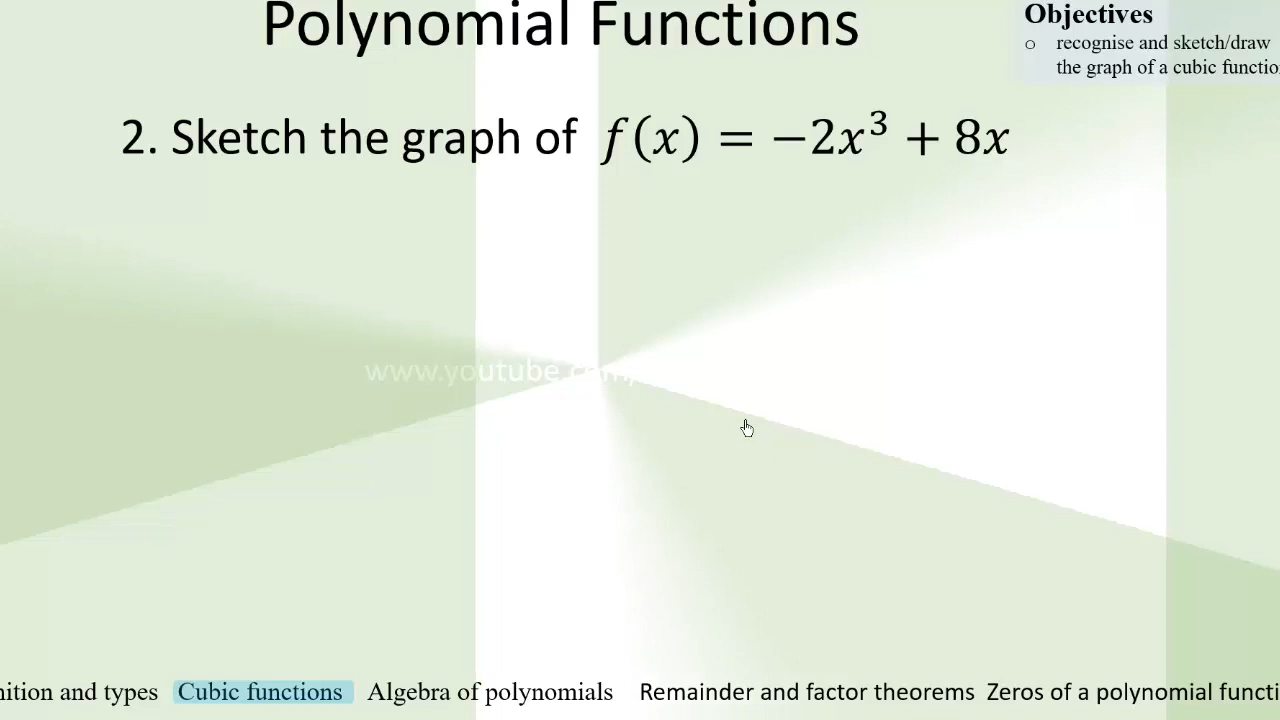 Polynomial Functions
Objectives
○ recognise and sketch/draw
the graph of a cubic functio
2. Sketch the graph of f(x) = −2x³ + 8x
www.youtube.com/
nition and types Cubic functions Algebra of polynomials Remainder and factor theorems Zeros of a polynomial functi